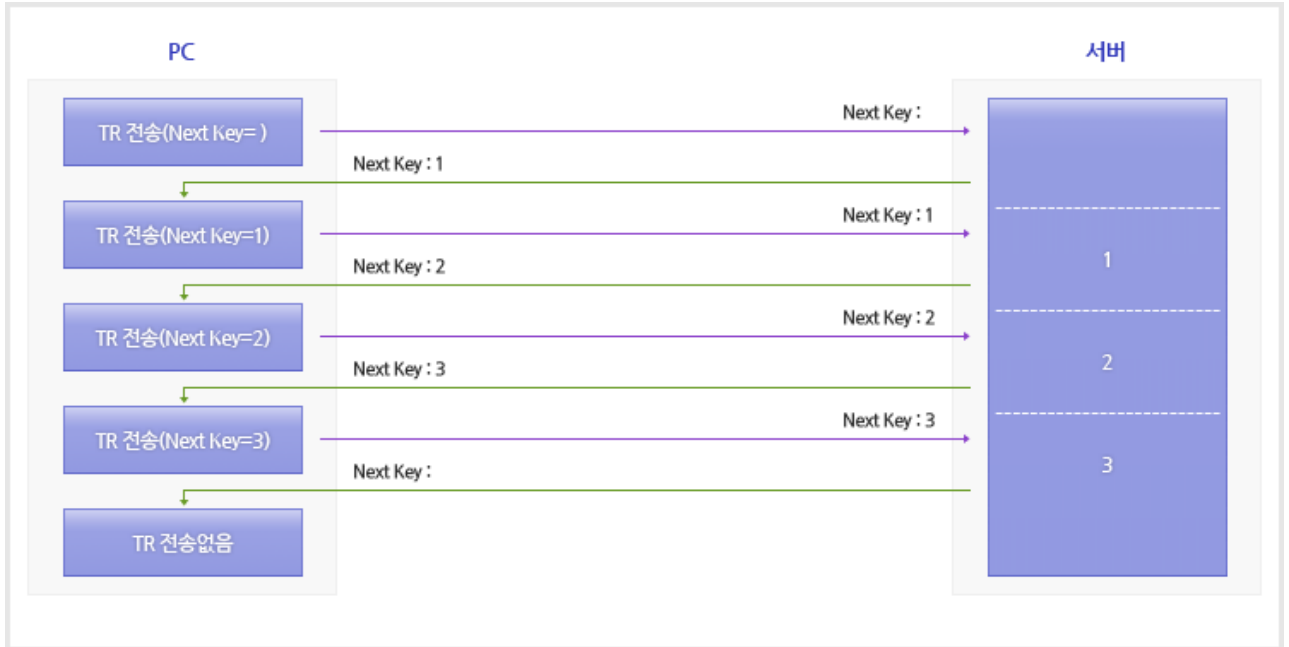 PC
서버
TR 전송(Next Key= )
Next Key :
Next Key : 1
TR 전송(Next Key=1)
Next Key : 1
1
Next Key : 2
TR 전송(Next Key=2)
Next Key : 2
2
Next Key : 3
TR 전송(Next Key=3)
Next Key : 3
3
Next Key :
TR 전송없음